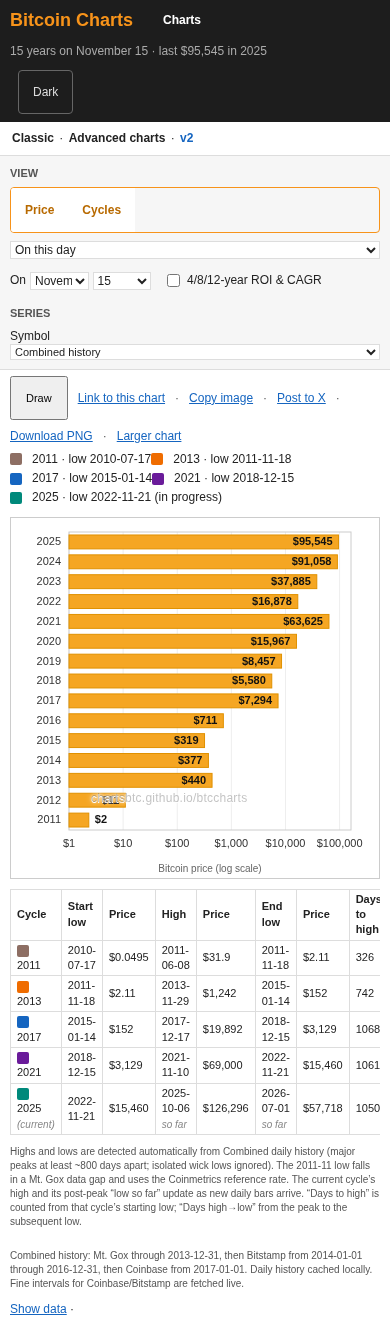 Bitcoin Charts Charts
15 years on November 15 · last $95,545 in 2025
Dark
Classic · Advanced charts · v2
VIEW
Price Cycles
On this day
On Novem 15 4/8/12-year ROI & CAGR
SERIES
Symbol
Combined history
Draw Link to this chart · Copy image · Post to X ·
Download PNG · Larger chart
2011 · low 2010-07-17 2013 · low 2011-11-18
2017 · low 2015-01-14 2021 · low 2018-12-15
2025 · low 2022-11-21 (in progress)
2025 $95,545
2024 $91,058
2023 $37,885
2022 $16,878
2021 $63,625
2020 $15,967
2019 $8,457
2018 $5,580
2017 $7,294
2016 $711
2015 $319
2014 $377
2013 $440
2012 btc.github.io/btccharts
2011 $2
$1 $10 $100 $1,000 $10,000 $100,000
Bitcoin price (log scale)
Cycle Start low Price High Price End low Price Days to high
2011 2010-07-17 $0.0495 2011-06-08 $31.9 2011-11-18 $2.11 326
2013 2011-11-18 $2.11 2013-11-29 $1,242 2015-01-14 $152 742
2017 2015-01-14 $152 2017-12-17 $19,892 2018-12-15 $3,129 1068
2021 2018-12-15 $3,129 2021-11-10 $69,000 2022-11-21 $15,460 1061
2025 (current) 2022-11-21 $15,460 2025-10-06 so far $126,296 2026-07-01 so far $57,718 1050
Highs and lows are detected automatically from Combined daily history (major
peaks at least ~800 days apart; isolated wick lows ignored). The 2011-11 low falls
in a Mt. Gox data gap and uses the Coinmetrics reference rate. The current cycle's
high and its post-peak “low so far” update as new daily bars arrive. “Days to high” is
counted from that cycle's starting low; “Days high→low” from the peak to the
subsequent low.
Combined history: Mt. Gox through 2013-12-31, then Bitstamp from 2014-01-01
through 2016-12-31, then Coinbase from 2017-01-01. Daily history cached locally.
Fine intervals for Coinbase/Bitstamp are fetched live.
Show data ·